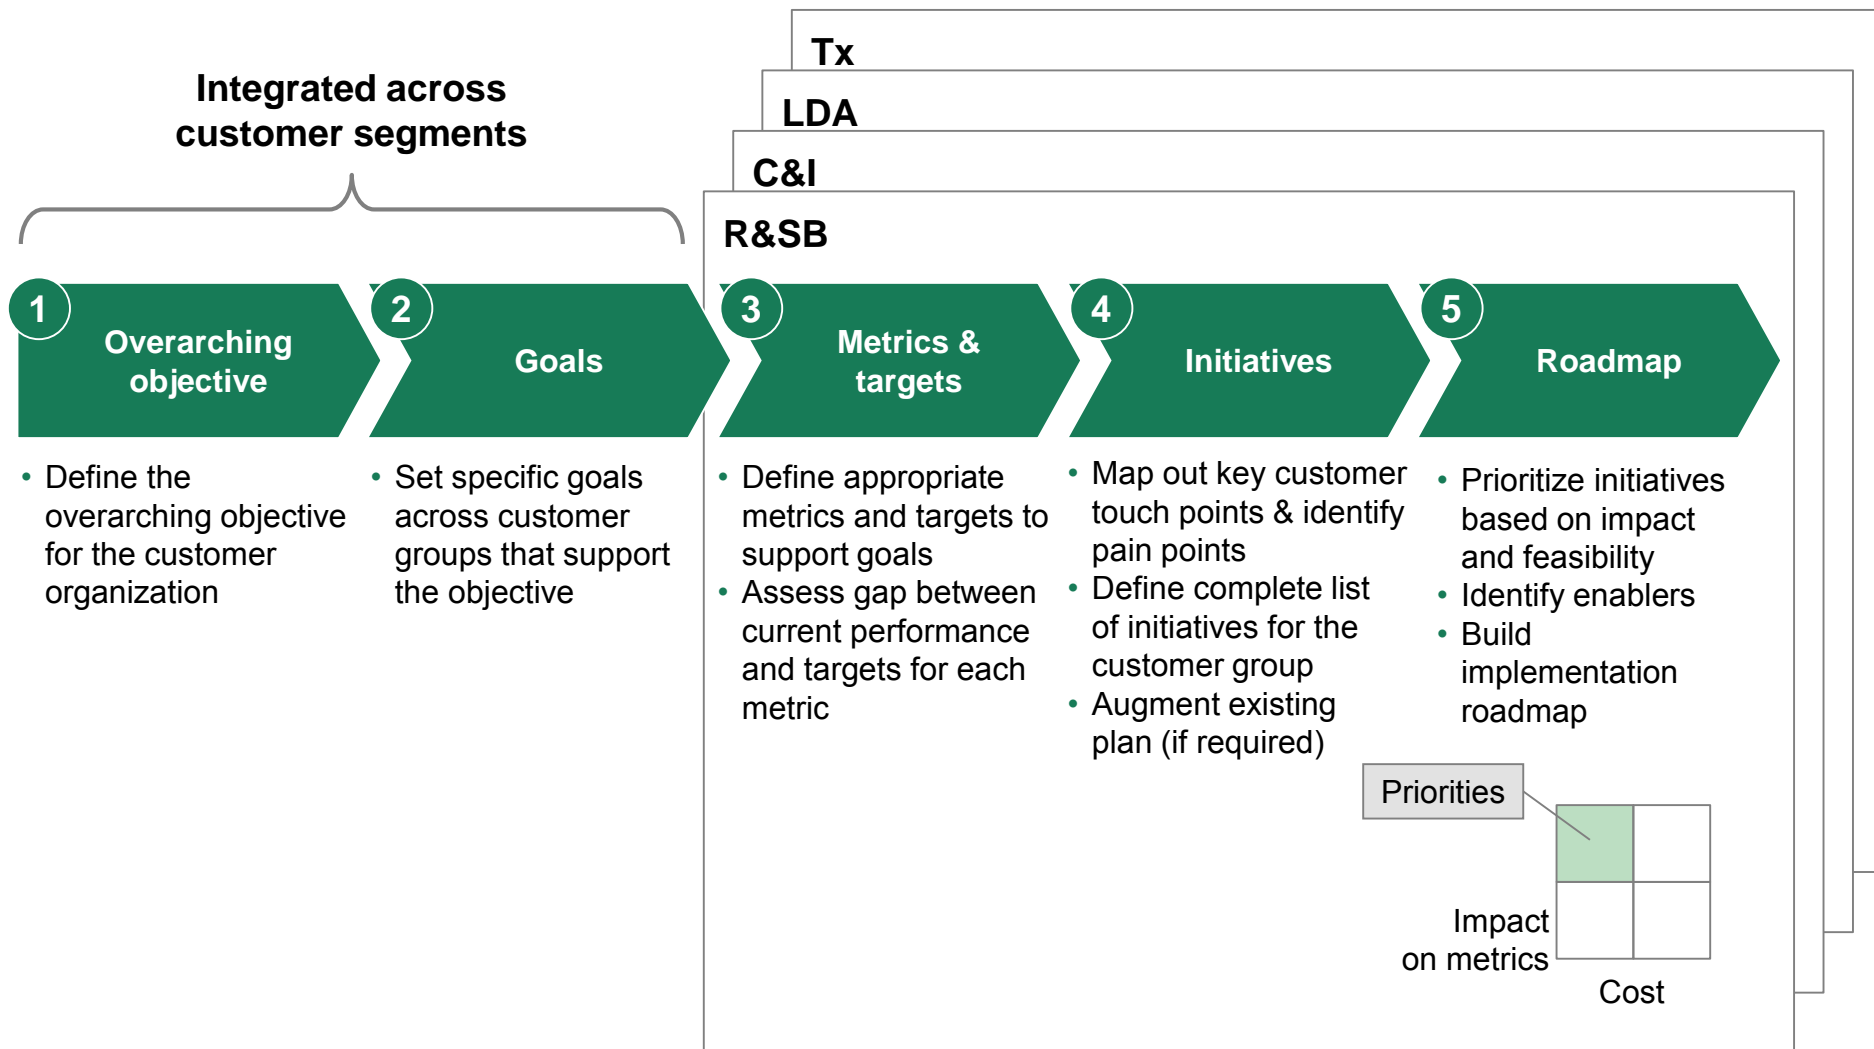 Integrated across
customer segments
Tx
LDA
C&I
R&SB
1
Overarching
objective
2
Goals
3
Metrics &
targets
4
Initiatives
5
Roadmap
• Define the
overarching objective
for the customer
organization
• Set specific goals
across customer
groups that support
the objective
• Define appropriate
metrics and targets to
support goals
• Assess gap between
current performance
and targets for each
metric
• Map out key customer
touch points & identify
pain points
• Define complete list
of initiatives for the
customer group
• Augment existing
plan (if required)
• Prioritize initiatives
based on impact
and feasibility
• Identify enablers
• Build
implementation
roadmap
Priorities
Impact
on metrics
Cost